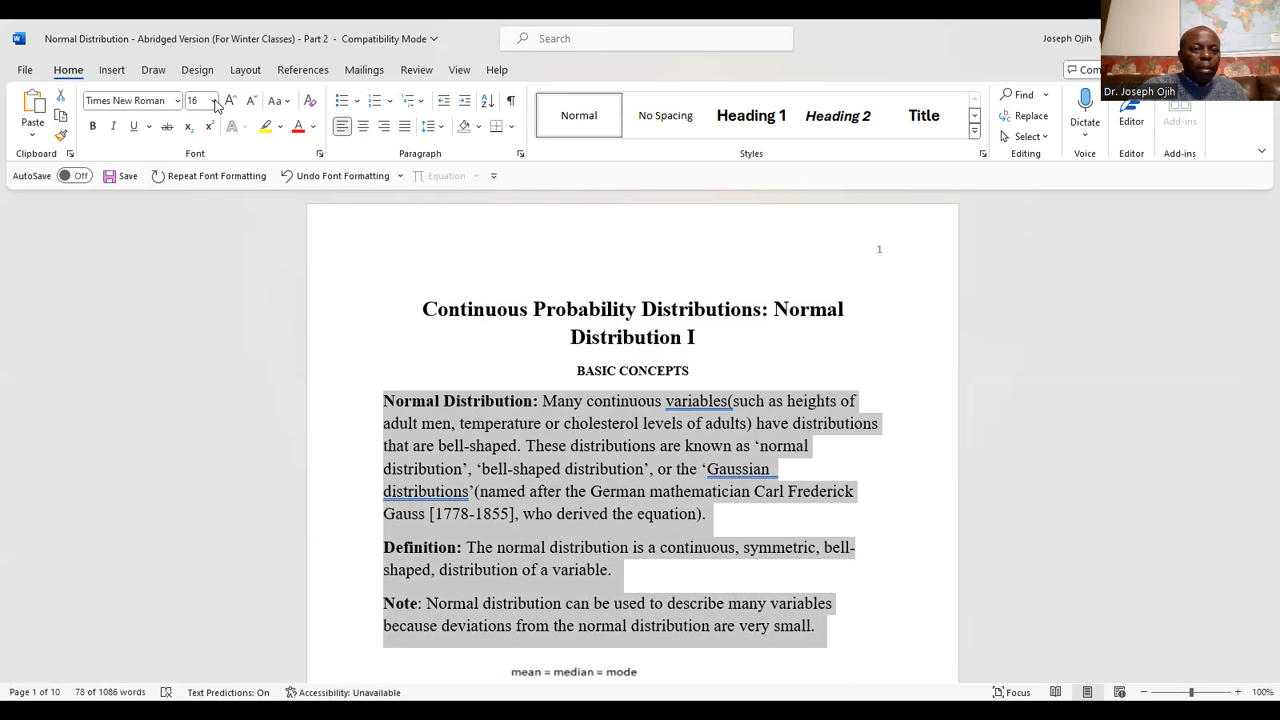 Normal Distribution - Abridged Version (For Winter Classes) - Part 2 - Compatibility Mode
Search
Joseph Ojih
File Home Insert Draw Design Layout References Mailings Review View Help
Com
Dr. Joseph Ojih
Paste
Times New Roman 16
Aa
B I U ab x₂ x² A A
Normal
No Spacing
Heading 1
Heading 2
Title
Find
Replace
Select
Dictate
Editor
Add-ins
Clipboard Font Paragraph Styles Editing Voice Editor Add-ins
AutoSave Off Save Repeat Font Formatting Undo Font Formatting Equation
1
Continuous Probability Distributions: Normal
Distribution I
BASIC CONCEPTS
Normal Distribution: Many continuous variables(such as heights of
adult men, temperature or cholesterol levels of adults) have distributions
that are bell-shaped. These distributions are known as ‘normal
distribution’, ‘bell-shaped distribution’, or the ‘Gaussian
distributions’(named after the German mathematician Carl Frederick
Gauss [1778-1855], who derived the equation).
Definition: The normal distribution is a continuous, symmetric, bell-
shaped, distribution of a variable.
Note: Normal distribution can be used to describe many variables
because deviations from the normal distribution are very small.
mean = median = mode
Page 1 of 10 78 of 1086 words Text Predictions: On Accessibility: Unavailable Focus 100%